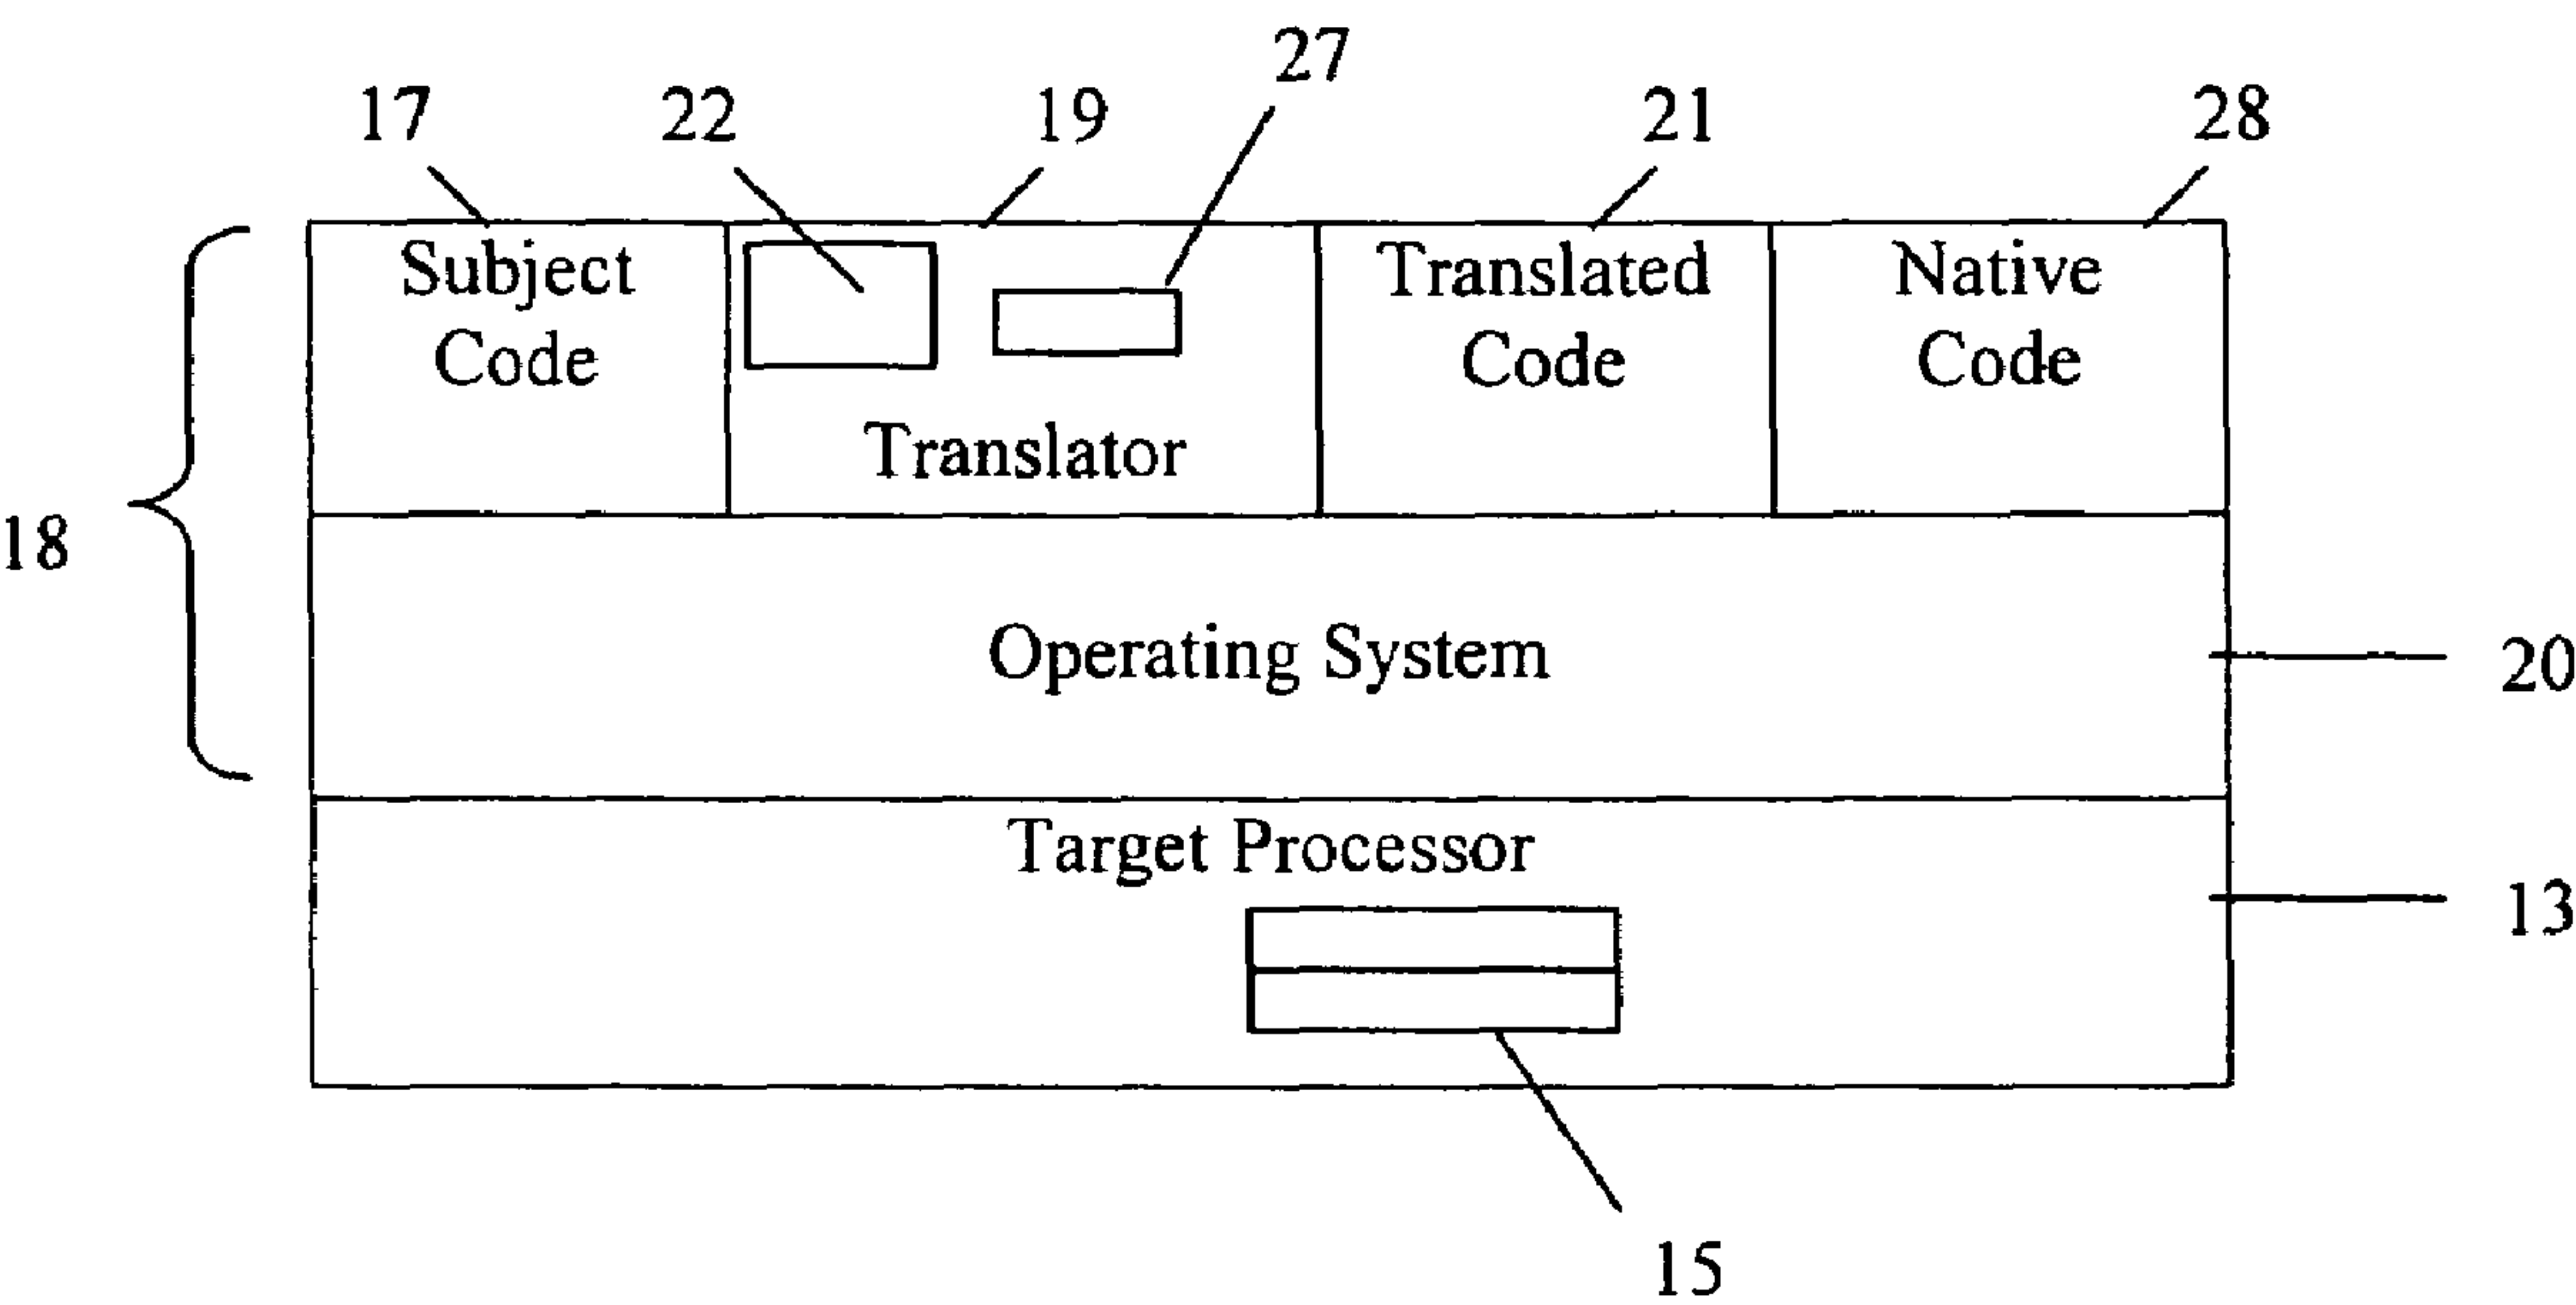 27
17 22 19 21 28
Subject Code
Translated Code
Native Code
Translator
18
Operating System
20
Target Processor
13
15